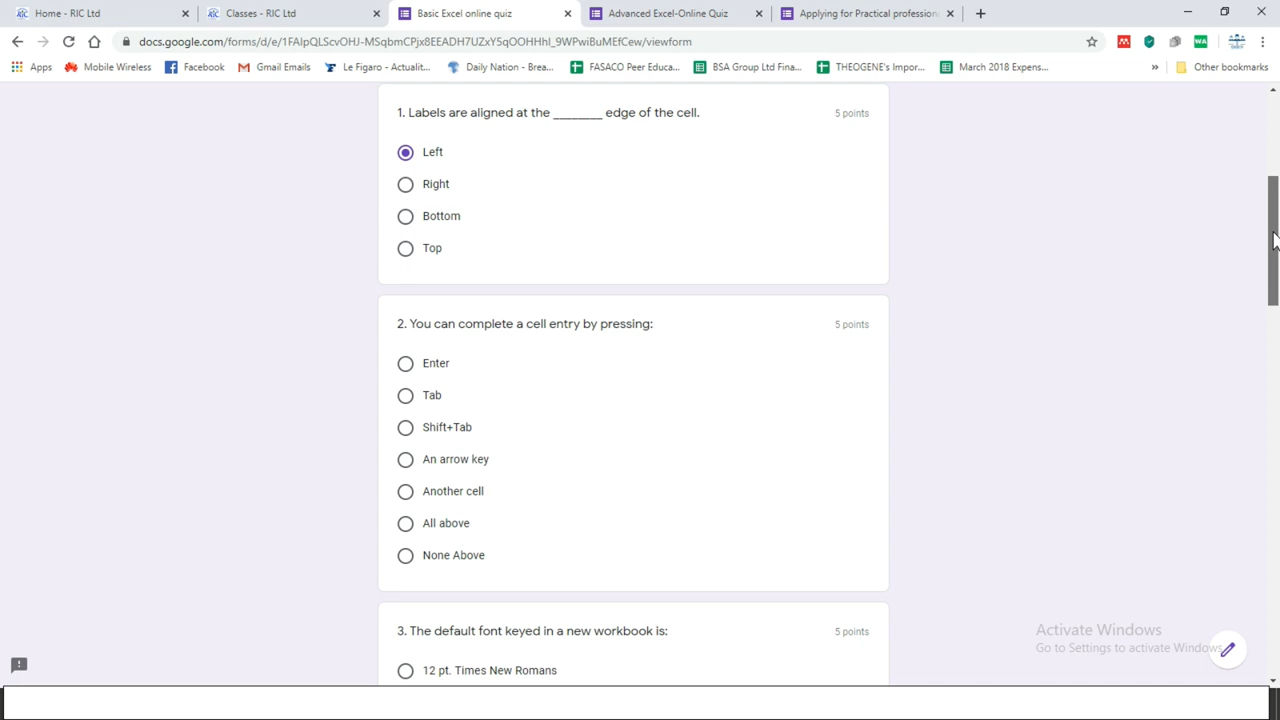 Home - RIC Ltd
Classes - RIC Ltd
Basic Excel online quiz
Advanced Excel-Online Quiz
Applying for Practical profession
docs.google.com/forms/d/e/1FAIpQLScvOHJ-MSqbmCPjx8EEADH7UZxY5qOOHHhI_9WPwiBuMEfCew/viewform
Apps
Mobile Wireless
Facebook
Gmail Emails
Le Figaro - Actualit...
Daily Nation - Brea...
FASACO Peer Educa...
BSA Group Ltd Fina...
THEOGENE's Impor...
March 2018 Expens...
»
Other bookmarks
1. Labels are aligned at the ________ edge of the cell.
5 points
Left
Right
Bottom
Top
2. You can complete a cell entry by pressing:
5 points
Enter
Tab
Shift+Tab
An arrow key
Another cell
All above
None Above
3. The default font keyed in a new workbook is:
5 points
12 pt. Times New Romans
Activate Windows
Go to Settings to activate Windows